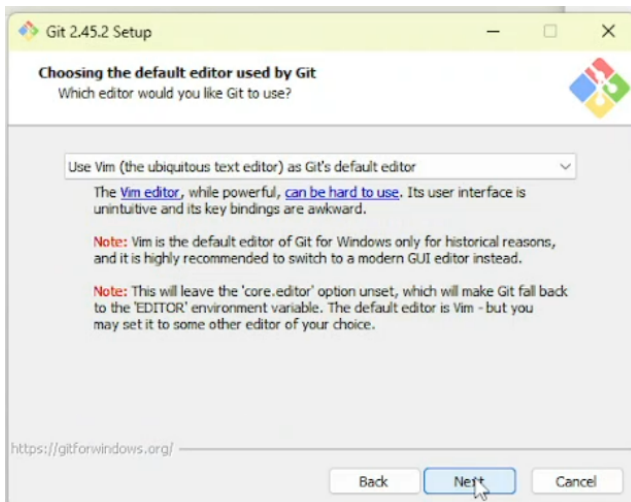 Git 2.45.2 Setup
Choosing the default editor used by Git
Which editor would you like Git to use?
Use Vim (the ubiquitous text editor) as Git's default editor
The Vim editor, while powerful, can be hard to use. Its user interface is
unintuitive and its key bindings are awkward.
Note: Vim is the default editor of Git for Windows only for historical reasons,
and it is highly recommended to switch to a modern GUI editor instead.
Note: This will leave the 'core.editor' option unset, which will make Git fall back
to the 'EDITOR' environment variable. The default editor is Vim - but you
may set it to some other editor of your choice.
https://gitforwindows.org/
Back Next Cancel